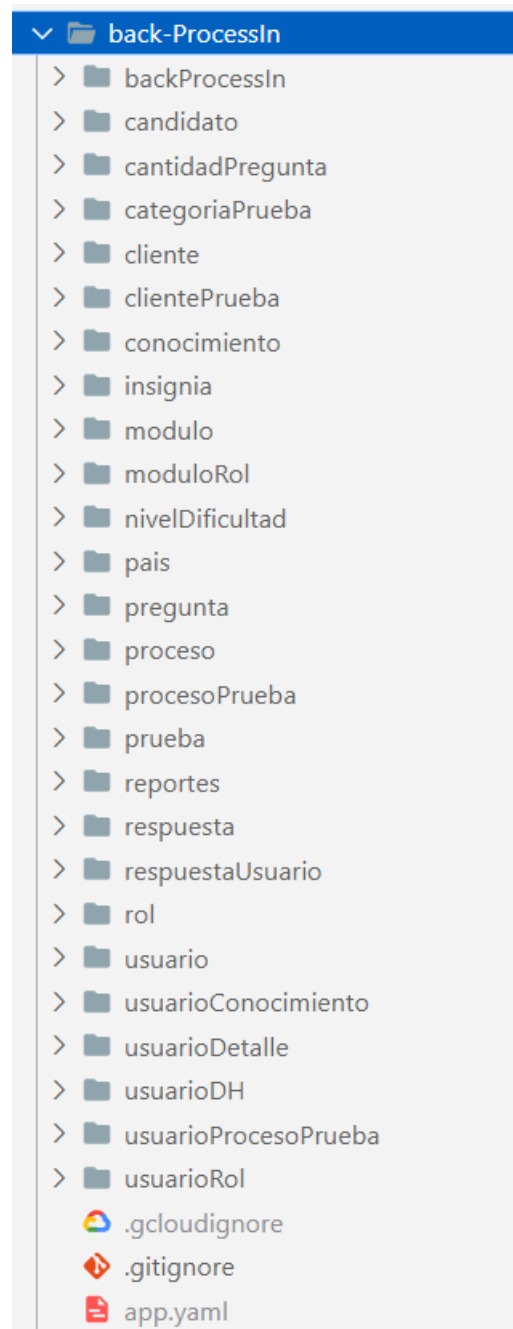 back-ProcessIn
backProcessIn
candidato
cantidadPregunta
categoriaPrueba
cliente
clientePrueba
conocimiento
insignia
modulo
moduloRol
nivelDificultad
pais
pregunta
proceso
procesoPrueba
prueba
reportes
respuesta
respuestaUsuario
rol
usuario
usuarioConocimiento
usuarioDetalle
usuarioDH
usuarioProcesoPrueba
usuarioRol
.gcloudignore
.gitignore
app.yaml